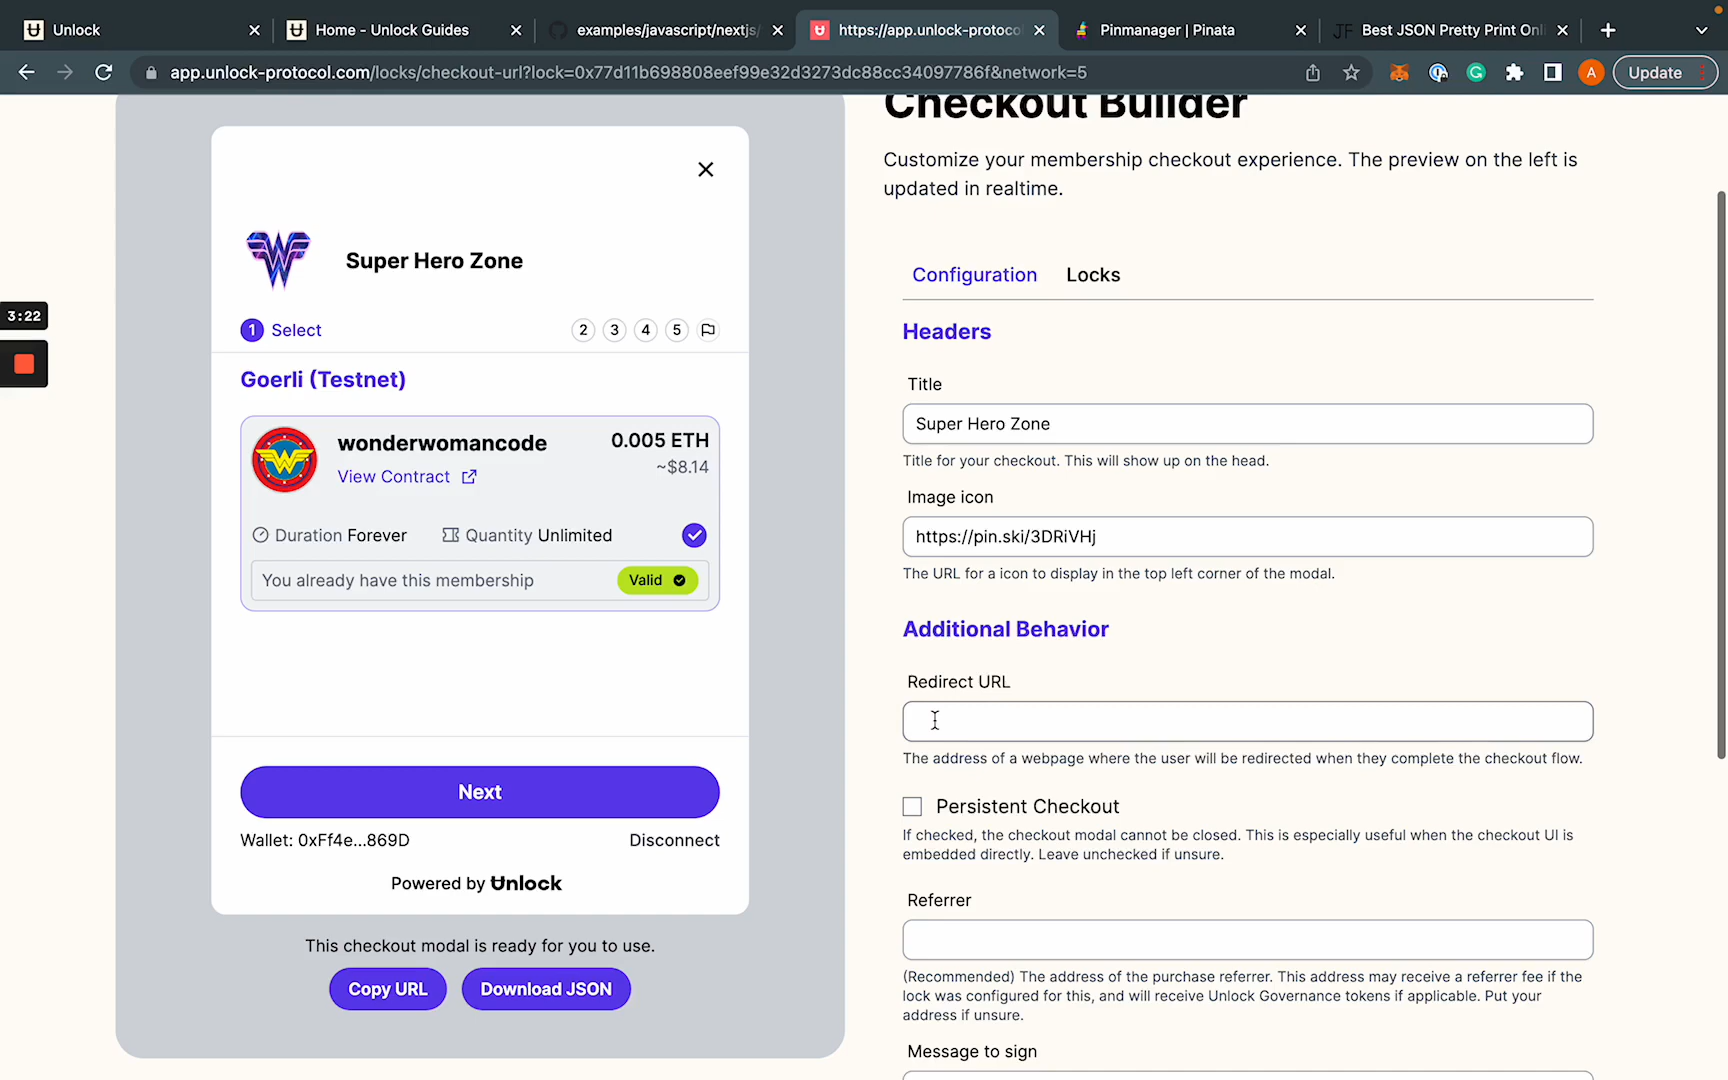 Unlock
Home - Unlock Guides
examples/javascript/nextjs/
https://app.unlock-protoco
Pinmanager | Pinata
Best JSON Pretty Print Onl
app.unlock-protocol.com/locks/checkout-url?lock=0x77d11b698808eef99e32d3273dc88cc34097786f&network=5
A
Update
3:22
Super Hero Zone
1 Select
2 3 4 5
Goerli (Testnet)
wonderwomancode
0.005 ETH
View Contract
~$8.14
Duration Forever
Quantity Unlimited
You already have this membership
Valid
Next
Wallet: 0xFf4e...869D
Disconnect
Powered by Unlock
This checkout modal is ready for you to use.
Copy URL
Download JSON
Checkout Builder
Customize your membership checkout experience. The preview on the left is
updated in realtime.
Configuration
Locks
Headers
Title
Super Hero Zone
Title for your checkout. This will show up on the head.
Image icon
https://pin.ski/3DRiVHj
The URL for a icon to display in the top left corner of the modal.
Additional Behavior
Redirect URL
The address of a webpage where the user will be redirected when they complete the checkout flow.
Persistent Checkout
If checked, the checkout modal cannot be closed. This is especially useful when the checkout UI is
embedded directly. Leave unchecked if unsure.
Referrer
(Recommended) The address of the purchase referrer. This address may receive a referrer fee if the
lock was configured for this, and will receive Unlock Governance tokens if applicable. Put your
address if unsure.
Message to sign